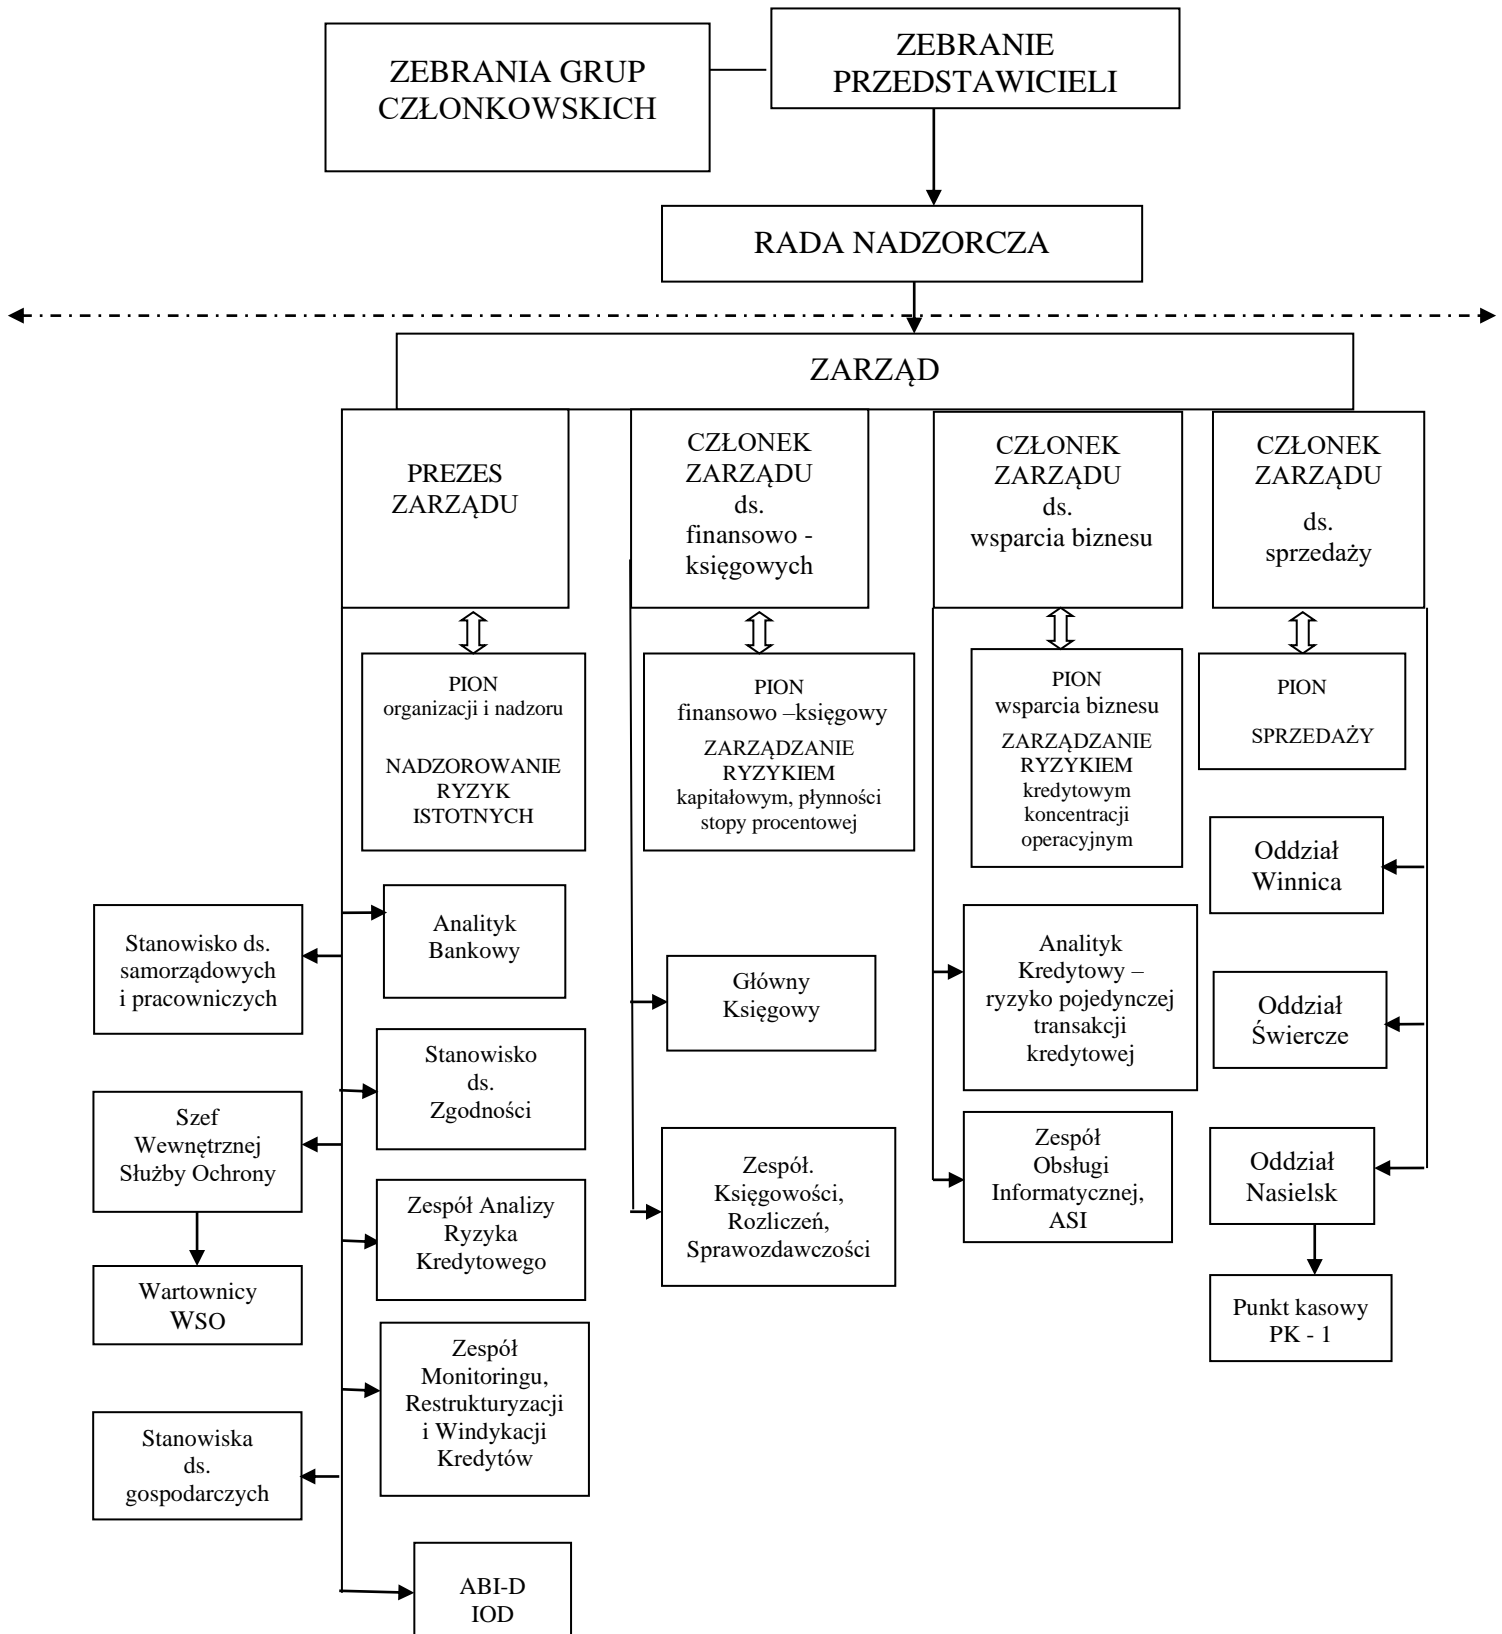 ZEBRANIA GRUP
CZŁONKOWSKICH
ZEBRANIE
PRZEDSTAWICIELI
RADA NADZORCZA
ZARZĄD
PREZES
ZARZĄDU
CZŁONEK
ZARZĄDU
ds.
finansowo -
księgowych
CZŁONEK
ZARZĄDU
ds.
wsparcia biznesu
CZŁONEK
ZARZĄDU
ds.
sprzedaży
PION
organizacji i nadzoru
NADZOROWANIE
RYZYK
ISTOTNYCH
PION
finansowo –księgowy
ZARZĄDZANIE
RYZYKIEM
kapitałowym, płynności
stopy procentowej
PION
wsparcia biznesu
ZARZĄDZANIE
RYZYKIEM
kredytowym
koncentracji
operacyjnym
PION
SPRZEDAŻY
Stanowisko ds.
samorządowych
i pracowniczych
Szef
Wewnętrznej
Służby Ochrony
Wartownicy
WSO
Stanowiska
ds.
gospodarczych
Analityk
Bankowy
Stanowisko
ds.
Zgodności
Zespół Analizy
Ryzyka
Kredytowego
Zespół
Monitoringu,
Restrukturyzacji
i Windykacji
Kredytów
ABI-D
IOD
Główny
Księgowy
Zespół.
Księgowości,
Rozliczeń,
Sprawozdawczości
Analityk
Kredytowy –
ryzyko pojedynczej
transakcji
kredytowej
Zespół
Obsługi
Informatycznej,
ASI
Oddział
Winnica
Oddział
Świercze
Oddział
Nasielsk
Punkt kasowy
PK - 1